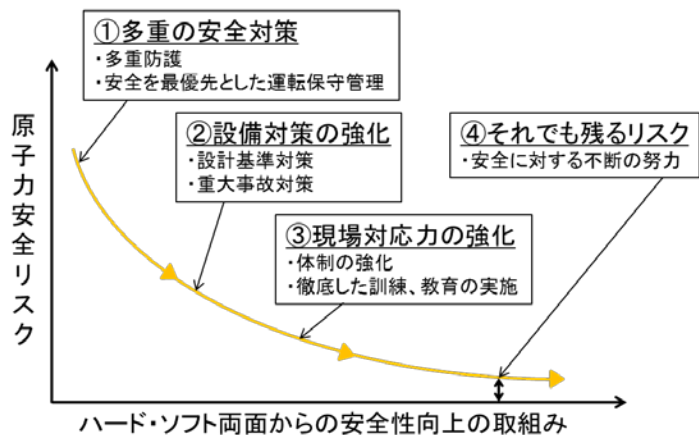 ①多重の安全対策
・多重防護
・安全を最優先とした運転保守管理
②設備対策の強化
・設計基準対策
・重大事故対策
④それでも残るリスク
・安全に対する不断の努力
③現場対応力の強化
・体制の強化
・徹底した訓練、教育の実施
原子力安全リスク
ハード・ソフト両面からの安全性向上の取組み